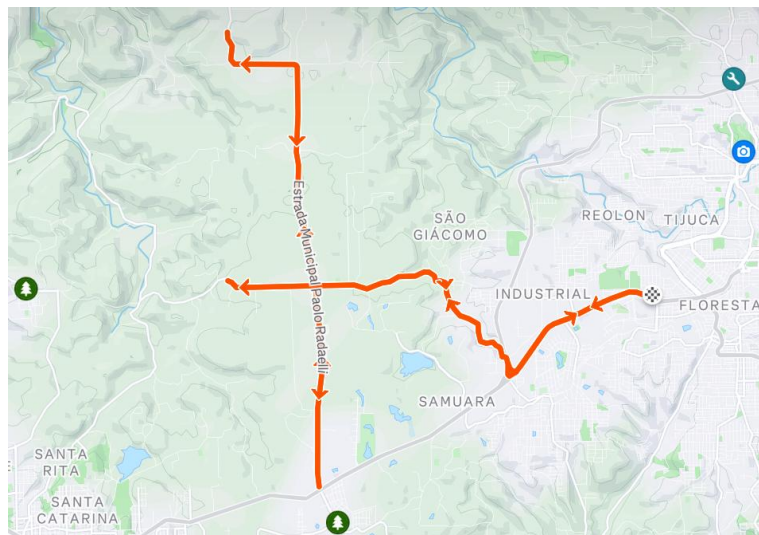 SÃO
GIÁCOMO
REOLON
TIJUCA
Estrada Municipal Paolo Radaelli
INDUSTRIAL
FLORESTA
SAMUARA
SANTA
RITA
SANTA
CATARINA